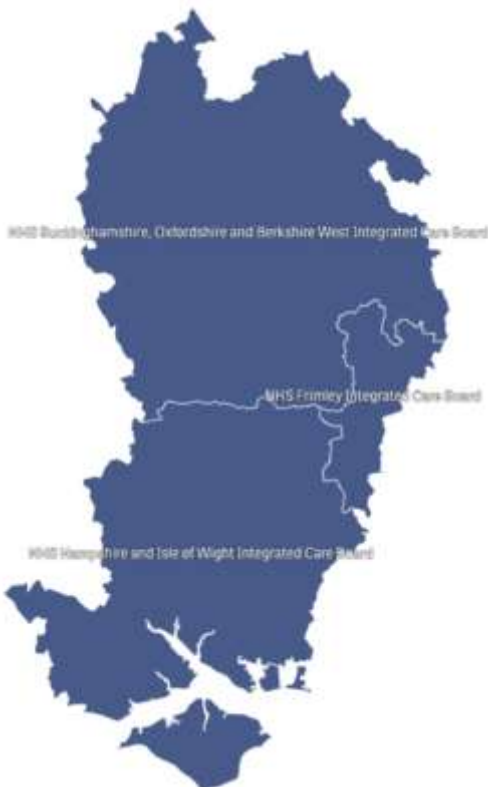 NHS Buckinghamshire, Oxfordshire and Berkshire West Integrated Care Board
NHS Frimley Integrated Care Board
NHS Hampshire and Isle of Wight Integrated Care Board